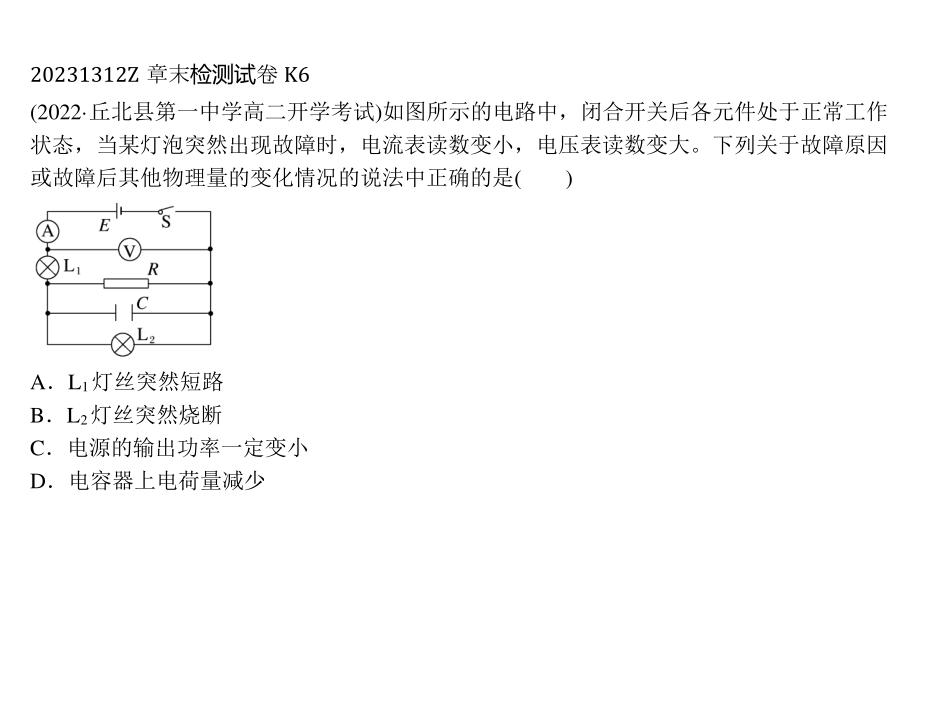 20231312Z 章末检测试卷 K6
(2022·丘北县第一中学高二开学考试)如图所示的电路中，闭合开关后各元件处于正常工作
状态，当某灯泡突然出现故障时，电流表读数变小，电压表读数变大。下列关于故障原因
或故障后其他物理量的变化情况的说法中正确的是(　　)
E S
A
V
L1 R
C
L2
A．L1灯丝突然短路
B．L2灯丝突然烧断
C．电源的输出功率一定变小
D．电容器上电荷量减少